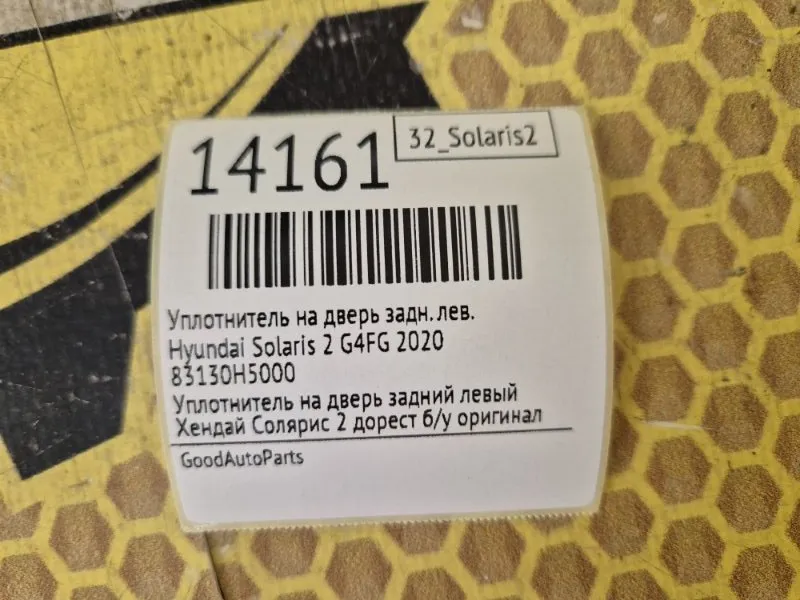 14161
32_Solaris2
Уплотнитель на дверь задн. лев.
Hyundai Solaris 2 G4FG 2020
83130H5000
Уплотнитель на дверь задний левый
Хендай Солярис 2 дорест б/у оригинал
GoodAutoParts